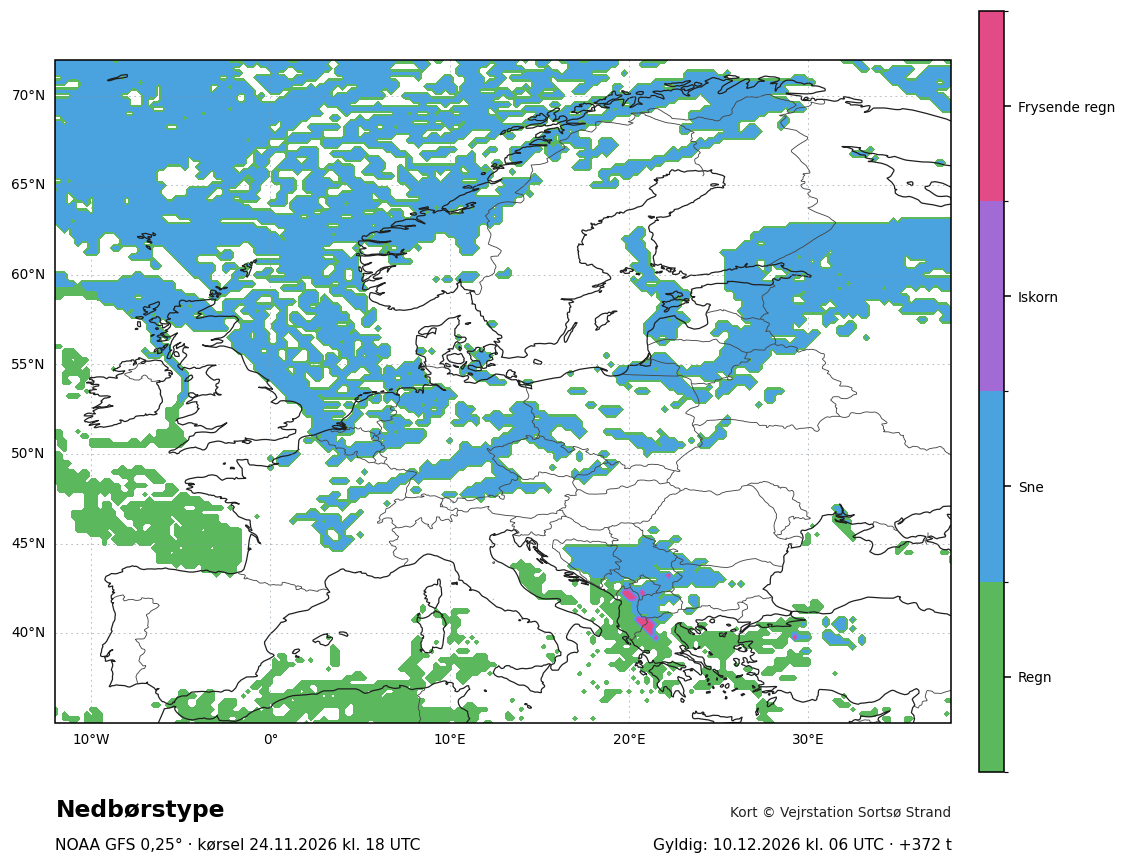 Frysende regn
Iskorn
Sne
Regn
70°N
65°N
60°N
55°N
50°N
45°N
40°N
10°W
0°
10°E
20°E
30°E
Nedbørstype
Kort © Vejrstation Sortsø Strand
NOAA GFS 0,25° · kørsel 24.11.2026 kl. 18 UTC
Gyldig: 10.12.2026 kl. 06 UTC · +372 t